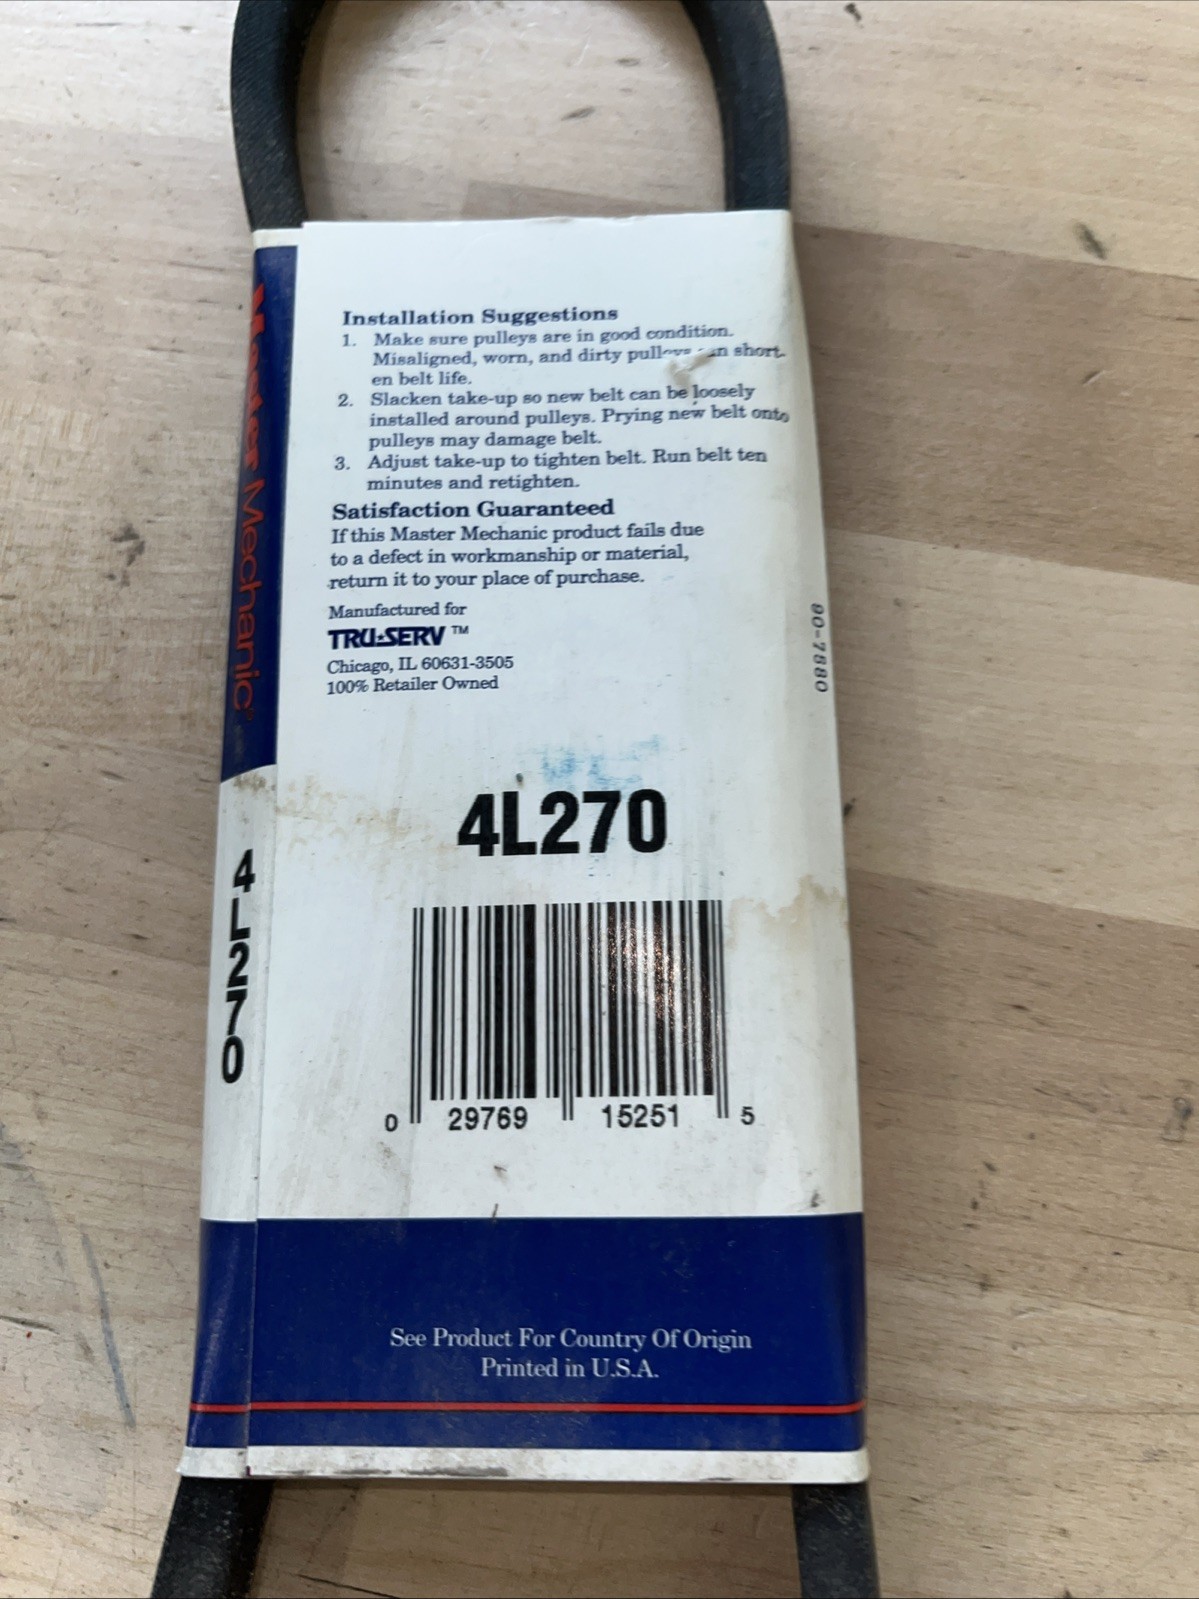 Installation Suggestions
1. Make sure pulleys are in good condition.
Misaligned, worn, and dirty pulleys can short-
en belt life.
2. Slacken take-up so new belt can be loosely
installed around pulleys. Prying new belt onto
pulleys may damage belt.
3. Adjust take-up to tighten belt. Run belt ten
minutes and retighten.
Satisfaction Guaranteed
If this Master Mechanic product fails due
to a defect in workmanship or material,
return it to your place of purchase.
Manufactured for
TRU★SERV ™
Chicago, IL 60631-3505
100% Retailer Owned
90-7880
4L270
0 29769 15251 5
See Product For Country Of Origin
Printed in U.S.A.
Master Mechanic®
4L270